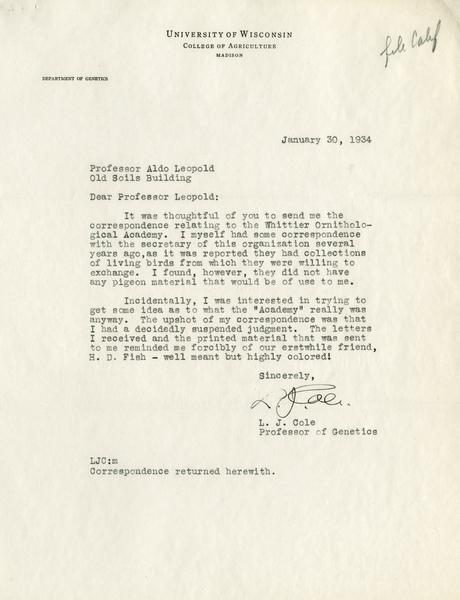 UNIVERSITY OF WISCONSIN
COLLEGE OF AGRICULTURE
MADISON
file Calif
DEPARTMENT OF GENETICS
January 30, 1934
Professor Aldo Leopold
Old Soils Building
Dear Professor Leopold:
It was thoughtful of you to send me the
correspondence relating to the Whittier Ornitholo-
gical Academy. I myself had some correspondence
with the secretary of this organization several
years ago,as it was reported they had collections
of living birds from which they were willing to
exchange. I found, however, they did not have
any pigeon material that would be of use to me.
Incidentally, I was interested in trying to
get some idea as to what the "Academy" really was
anyway. The upshot of my correspondence was that
I had a decidedly suspended judgment. The letters
I received and the printed material that was sent
to me reminded me forcibly of our erstwhile friend,
H. D. Fish - well meant but highly colored!
Sincerely,
L. J. Cole
L. J. Cole
Professor of Genetics
LJC:m
Correspondence returned herewith.